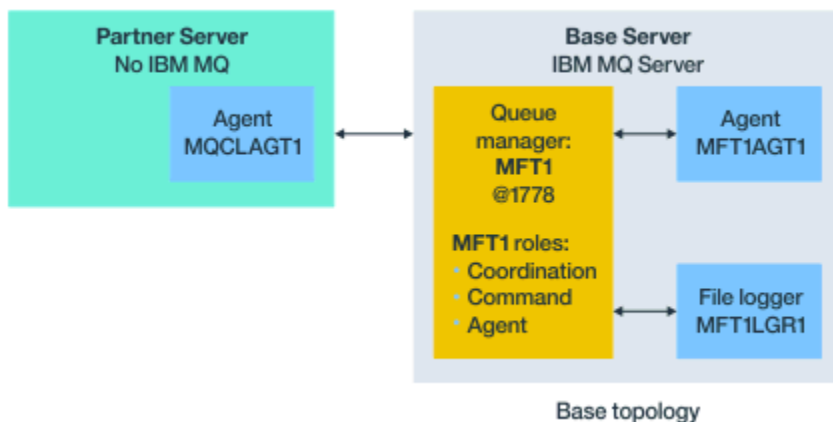 Partner Server
No IBM MQ
Agent
MQCLAGT1
Base Server
IBM MQ Server
Queue
manager:
MFT1
@1778
MFT1 roles:
• Coordination
• Command
• Agent
Agent
MFT1AGT1
File logger
MFT1LGR1
Base topology